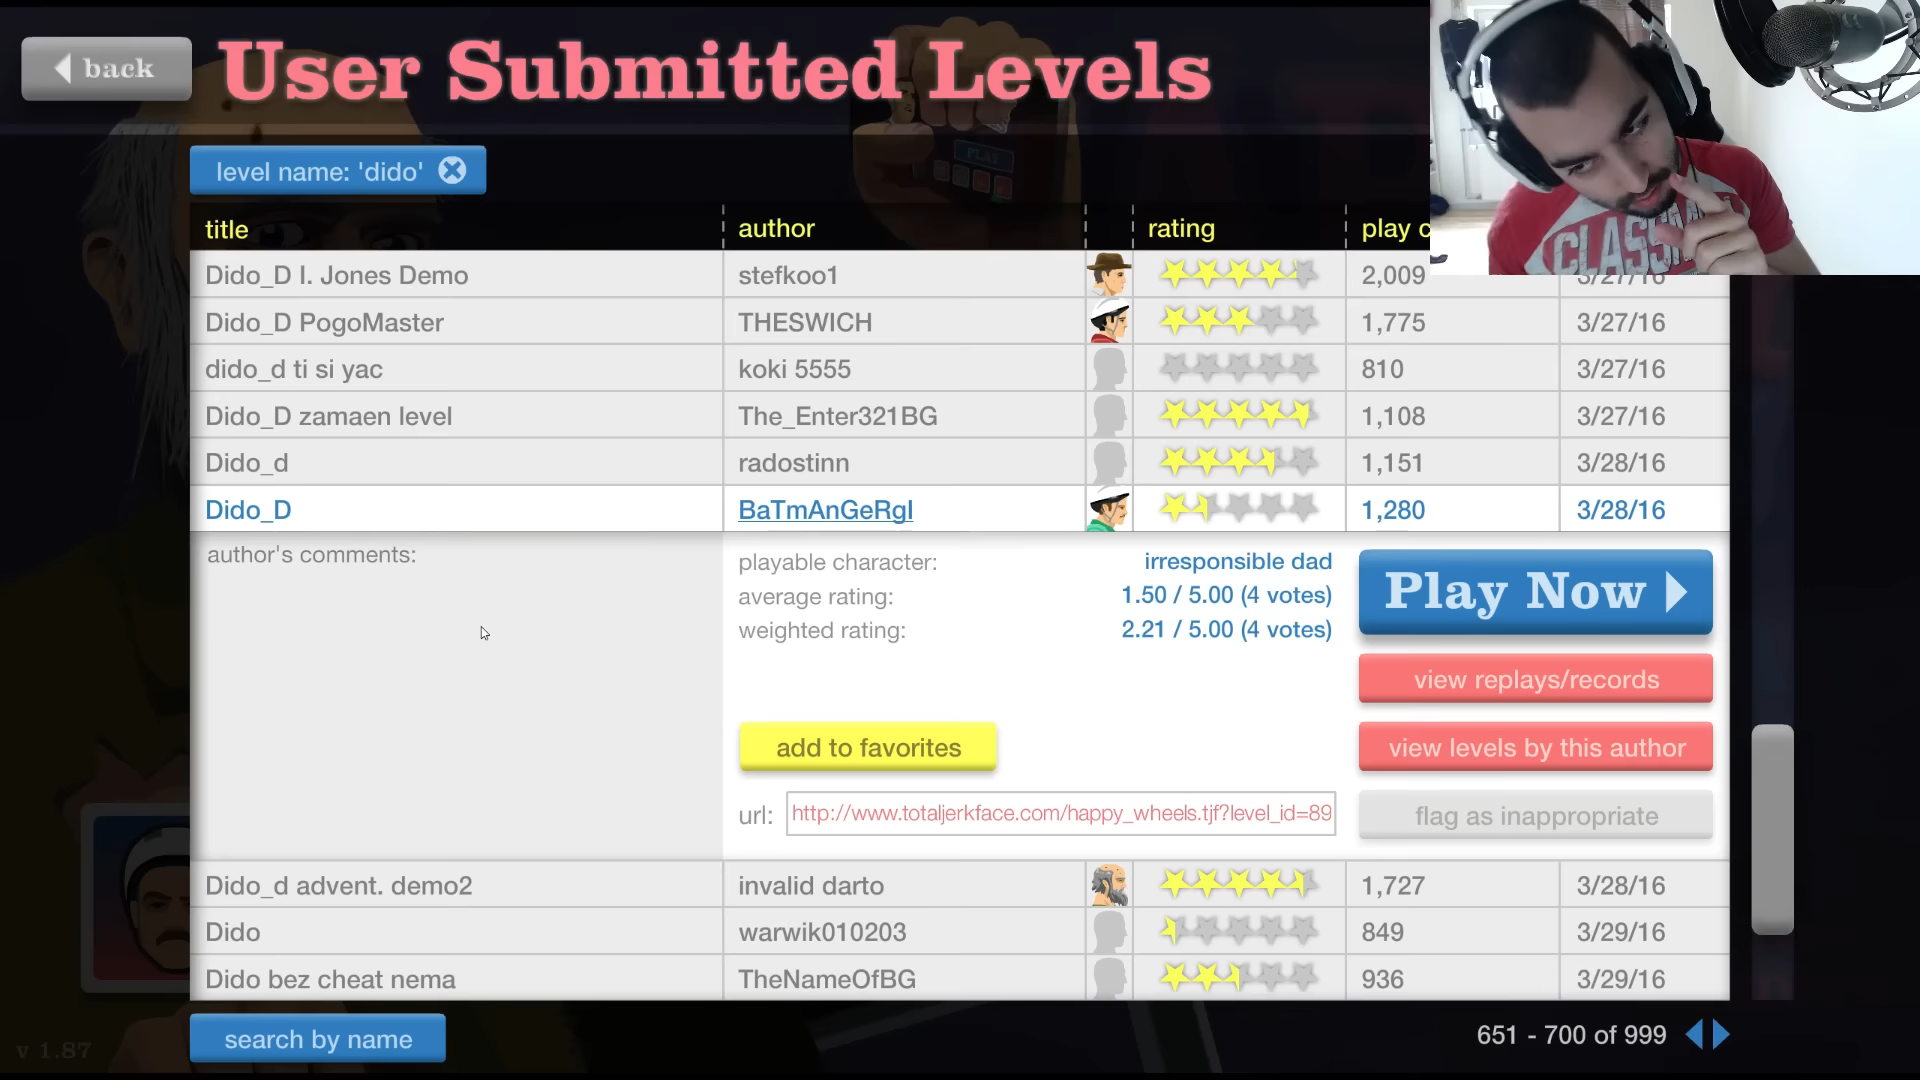 back
User Submitted Levels
PLAY
level name: 'dido'
title author rating play c
Dido_D I. Jones Demo stefkoo1 2,009 3/27/16
Dido_D PogoMaster THESWICH 1,775 3/27/16
dido_d ti si yac koki 5555 810 3/27/16
Dido_D zamaen level The_Enter321BG 1,108 3/27/16
Dido_d radostinn 1,151 3/28/16
Dido_D BaTmAnGeRgI 1,280 3/28/16
author's comments:
playable character: irresponsible dad
average rating: 1.50 / 5.00 (4 votes)
weighted rating: 2.21 / 5.00 (4 votes)
Play Now
view replays/records
add to favorites
view levels by this author
url: http://www.totaljerkface.com/happy_wheels.tjf?level_id=89
flag as inappropriate
Dido_d advent. demo2 invalid darto 1,727 3/28/16
Dido warwik010203 849 3/29/16
Dido bez cheat nema TheNameOfBG 936 3/29/16
search by name
651 - 700 of 999
v 1.87